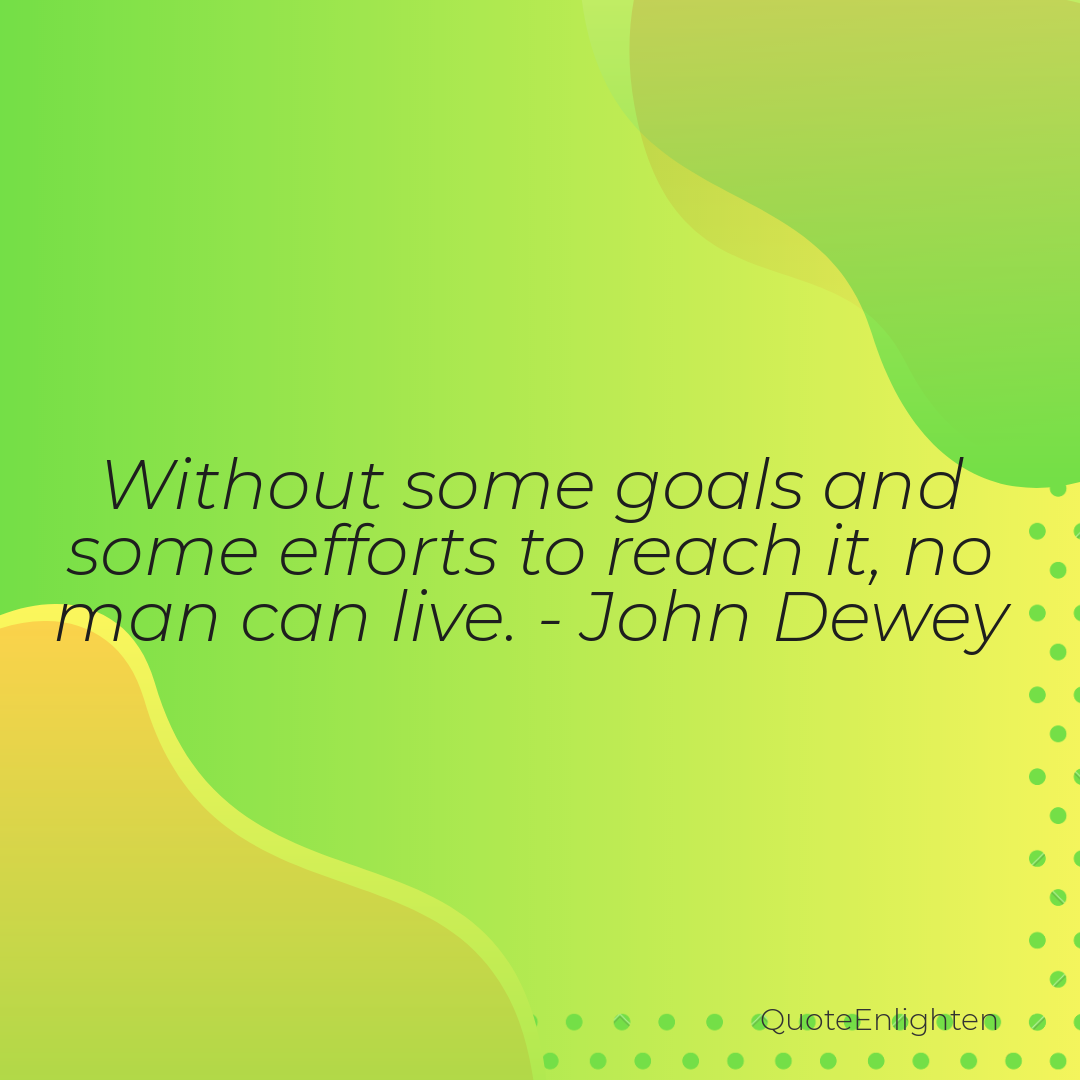 Without some goals and
some efforts to reach it, no
man can live. - John Dewey
QuoteEnlighten